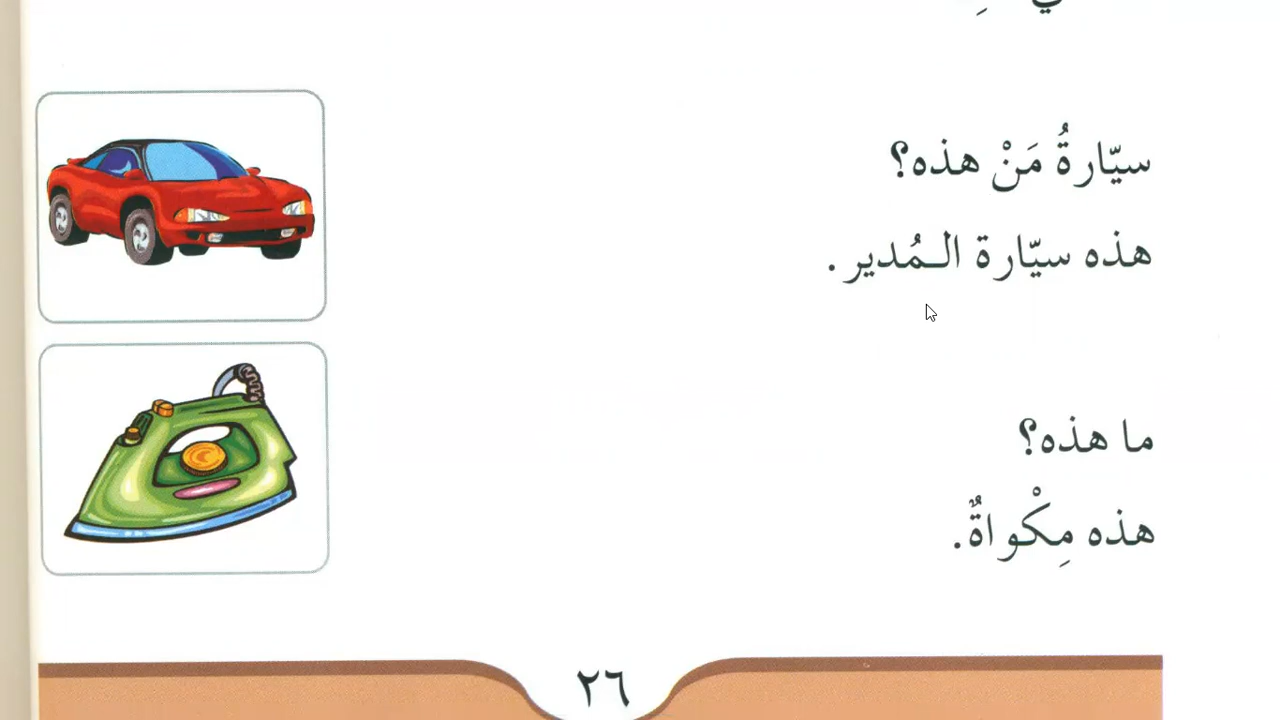 سيّارةُ مَنْ هذه؟
هذه سيّارة الـمُدير.
ما هذه؟
هذه مِكْواةٌ.
٢٦